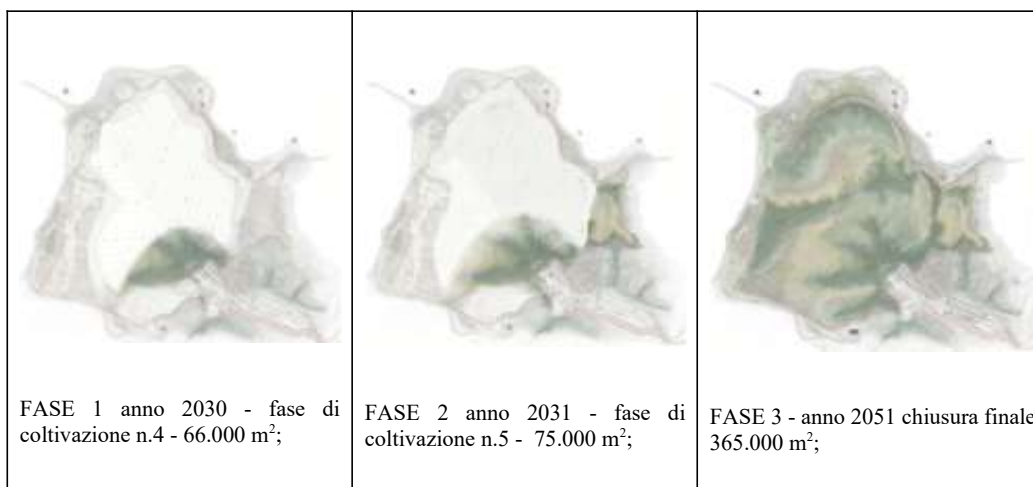 FASE 1 anno 2030 - fase di
coltivazione n.4 - 66.000 m²;
FASE 2 anno 2031 - fase di
coltivazione n.5 - 75.000 m²;
FASE 3 - anno 2051 chiusura finale
365.000 m²;